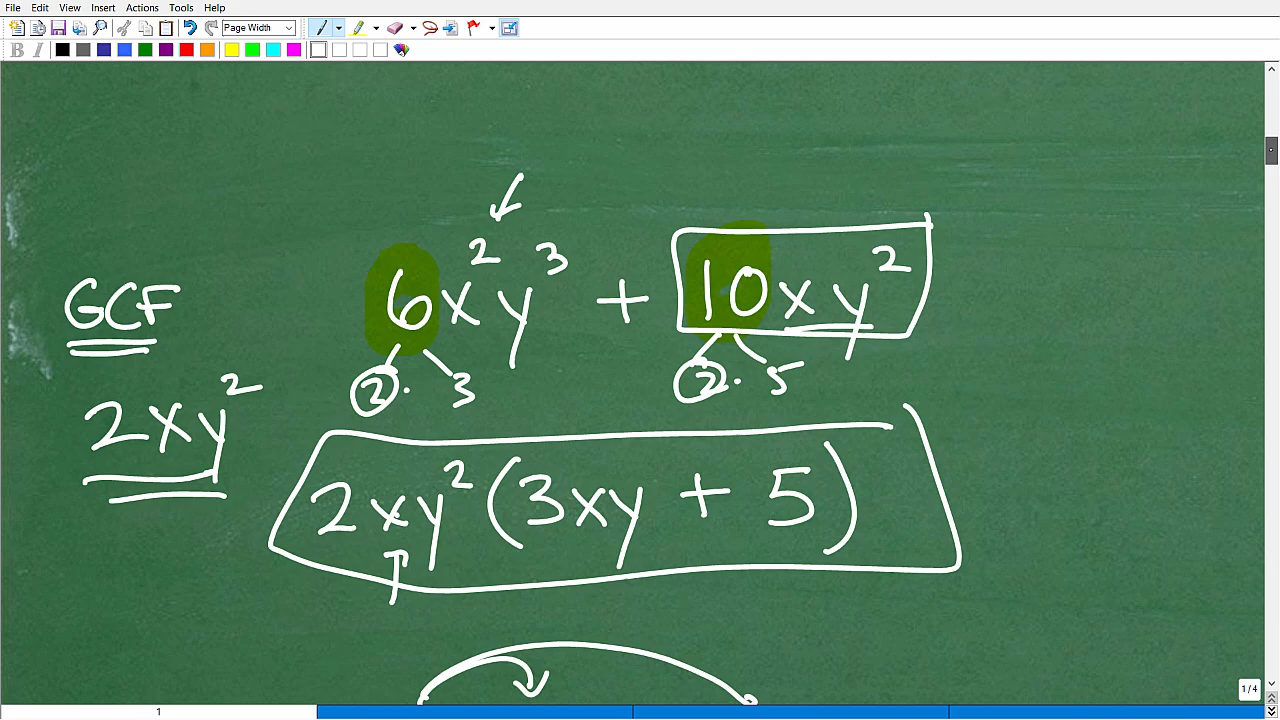 File Edit View Insert Actions Tools Help
Page Width
B I
6x²y³ + 10xy²
GCF
2·3 2·5
2xy²
2xy²(3xy + 5)
1/4
1